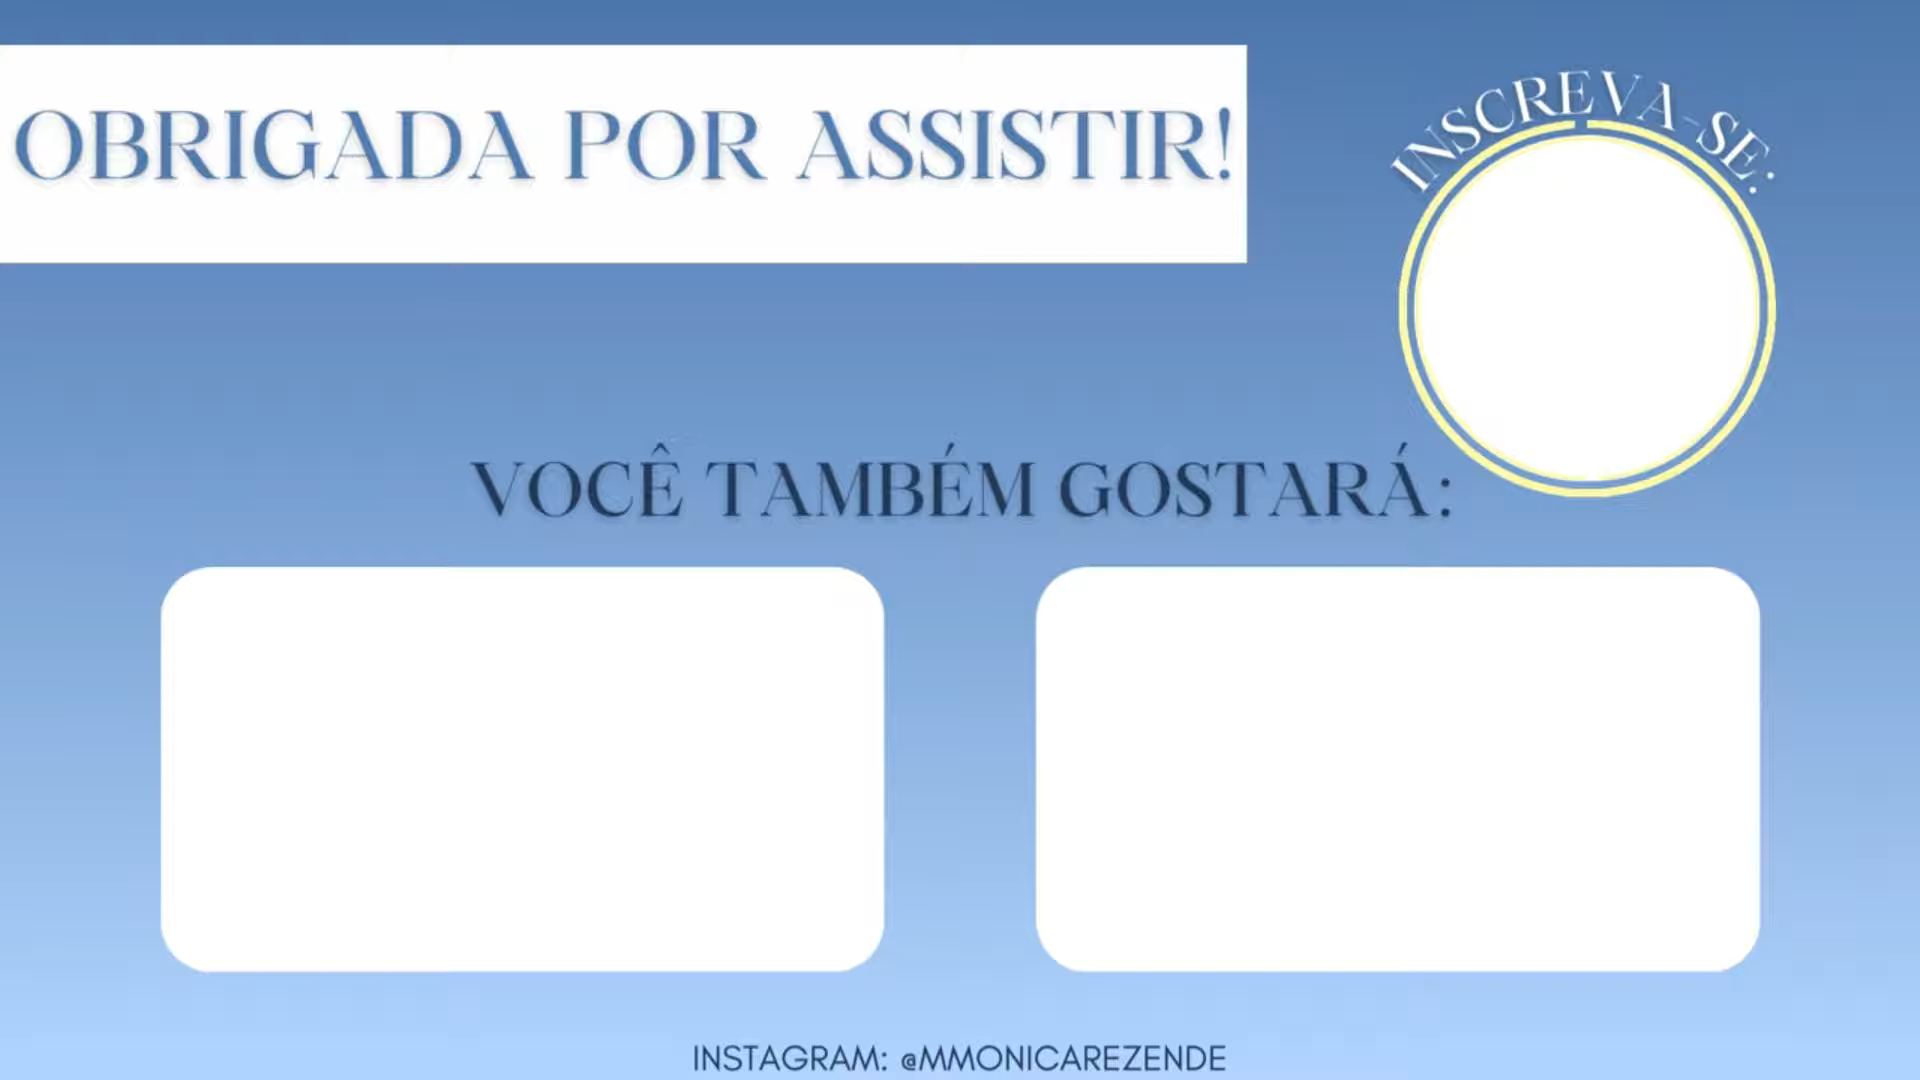 OBRIGADA POR ASSISTIR!
INSCREVA-SE:
VOCÊ TAMBÉM GOSTARÁ:
INSTAGRAM: @MMONICAREZENDE